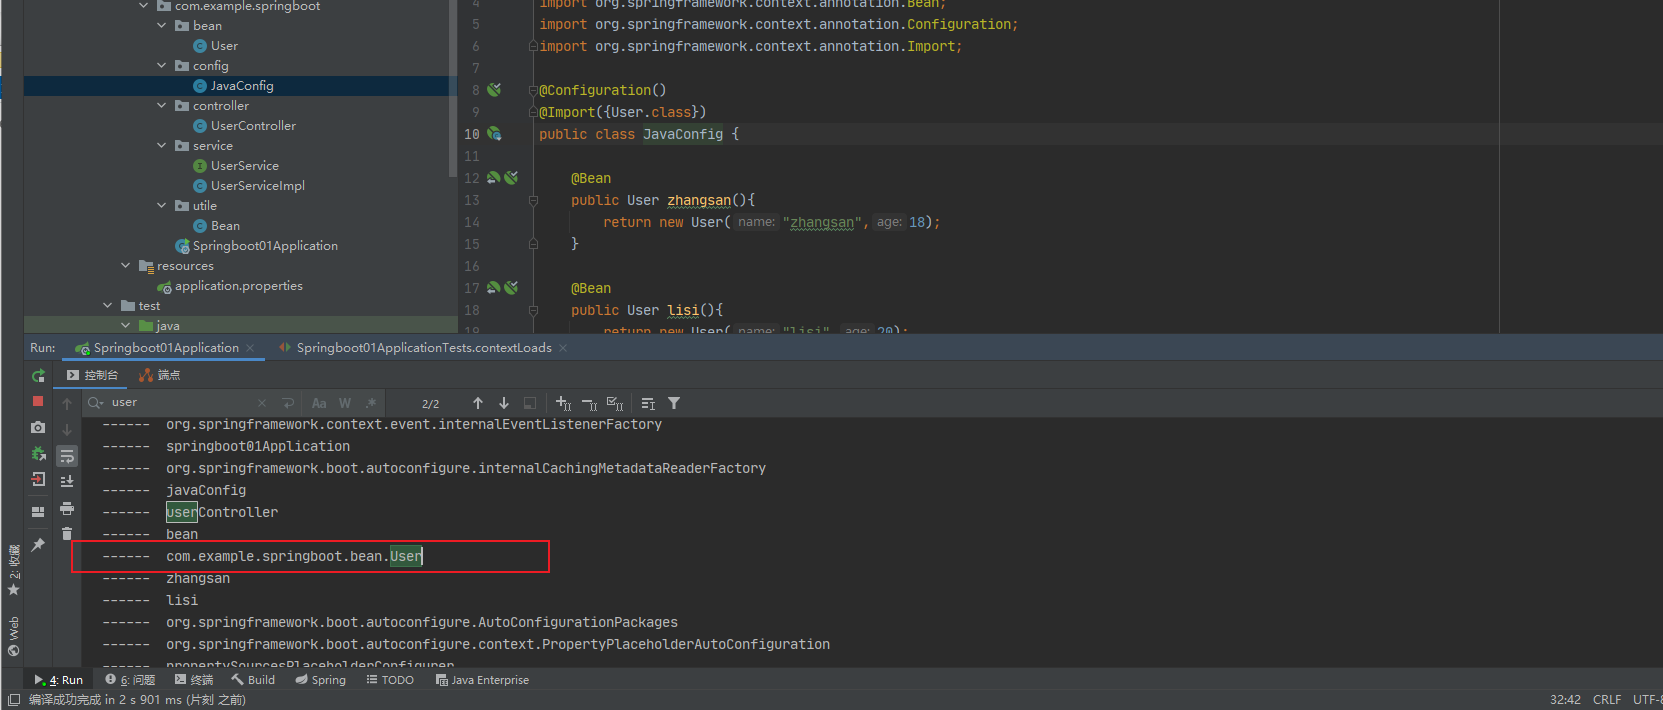 com.example.springboot
bean
User
config
JavaConfig
controller
UserController
service
UserService
UserServiceImpl
utile
Bean
Springboot01Application
resources
application.properties
test
java
4 import org.springframework.context.annotation.Bean;
5 import org.springframework.context.annotation.Configuration;
6 import org.springframework.context.annotation.Import;
7
8 @Configuration()
9 @Import({User.class})
10 public class JavaConfig {
11
12 @Bean
13 public User zhangsan(){
14 return new User( name: "zhangsan", age: 18);
15 }
16
17 @Bean
18 public User lisi(){
19 return new User( name: "lisi", age: 20);
Run: Springboot01Application × Springboot01ApplicationTests.contextLoads ×
控制台 端点
user × Aa W .* 2/2
------ org.springframework.context.event.internalEventListenerFactory
------ springboot01Application
------ org.springframework.boot.autoconfigure.internalCachingMetadataReaderFactory
------ javaConfig
------ userController
------ bean
------ com.example.springboot.bean.User
------ zhangsan
------ lisi
------ org.springframework.boot.autoconfigure.AutoConfigurationPackages
------ org.springframework.boot.autoconfigure.context.PropertyPlaceholderAutoConfiguration
------ propertySourcesPlaceholderConfigurer
2: 收藏
Web
4: Run 6: 问题 终端 Build Spring TODO Java Enterprise
编译成功完成 in 2 s 901 ms (片刻 之前) 32:42 CRLF UTF-8